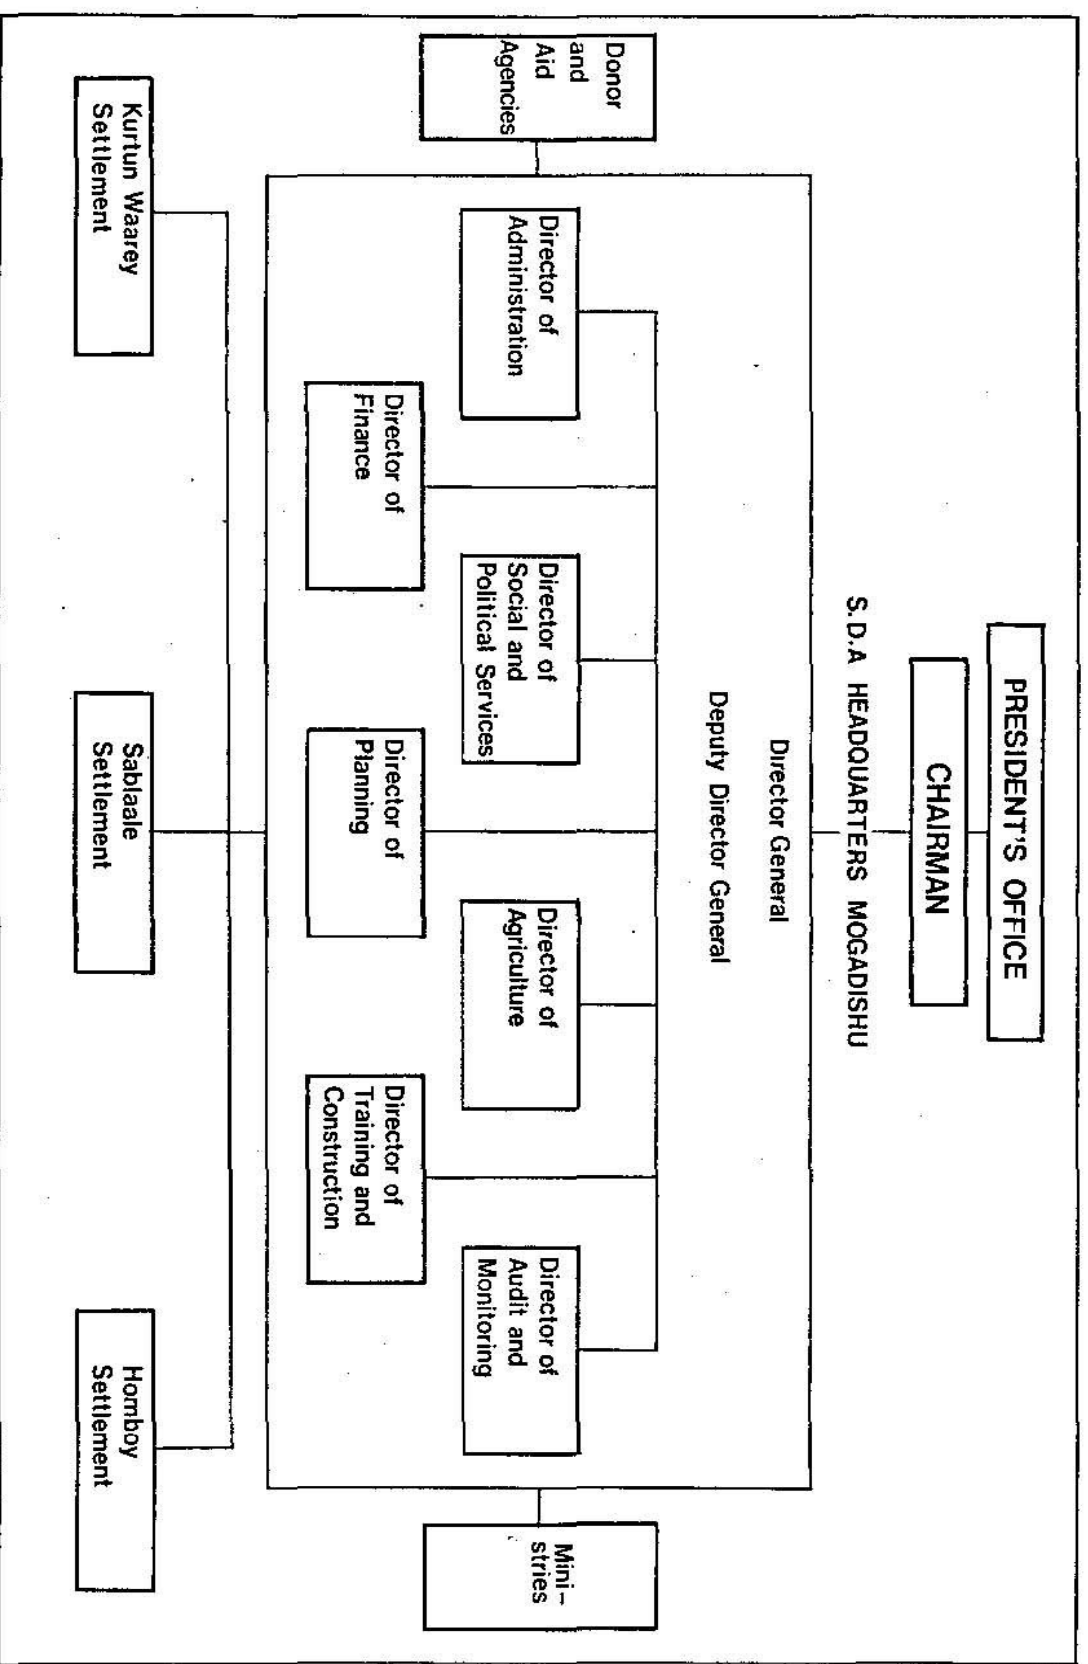 PRESIDENT'S OFFICE
CHAIRMAN
S.D.A HEADQUARTERS MOGADISHU
Director General
Deputy Director General
Donor
and
Aid
Agencies
Director of
Administration
Director of
Finance
Director of
Social and
Political Services
Director of
Planning
Director of
Agriculture
Director of
Training and
Construction
Director of
Audit and
Monitoring
Mini-
stries
Kurtun Waarey
Settlement
Sablaale
Settlement
Homboy
Settlement